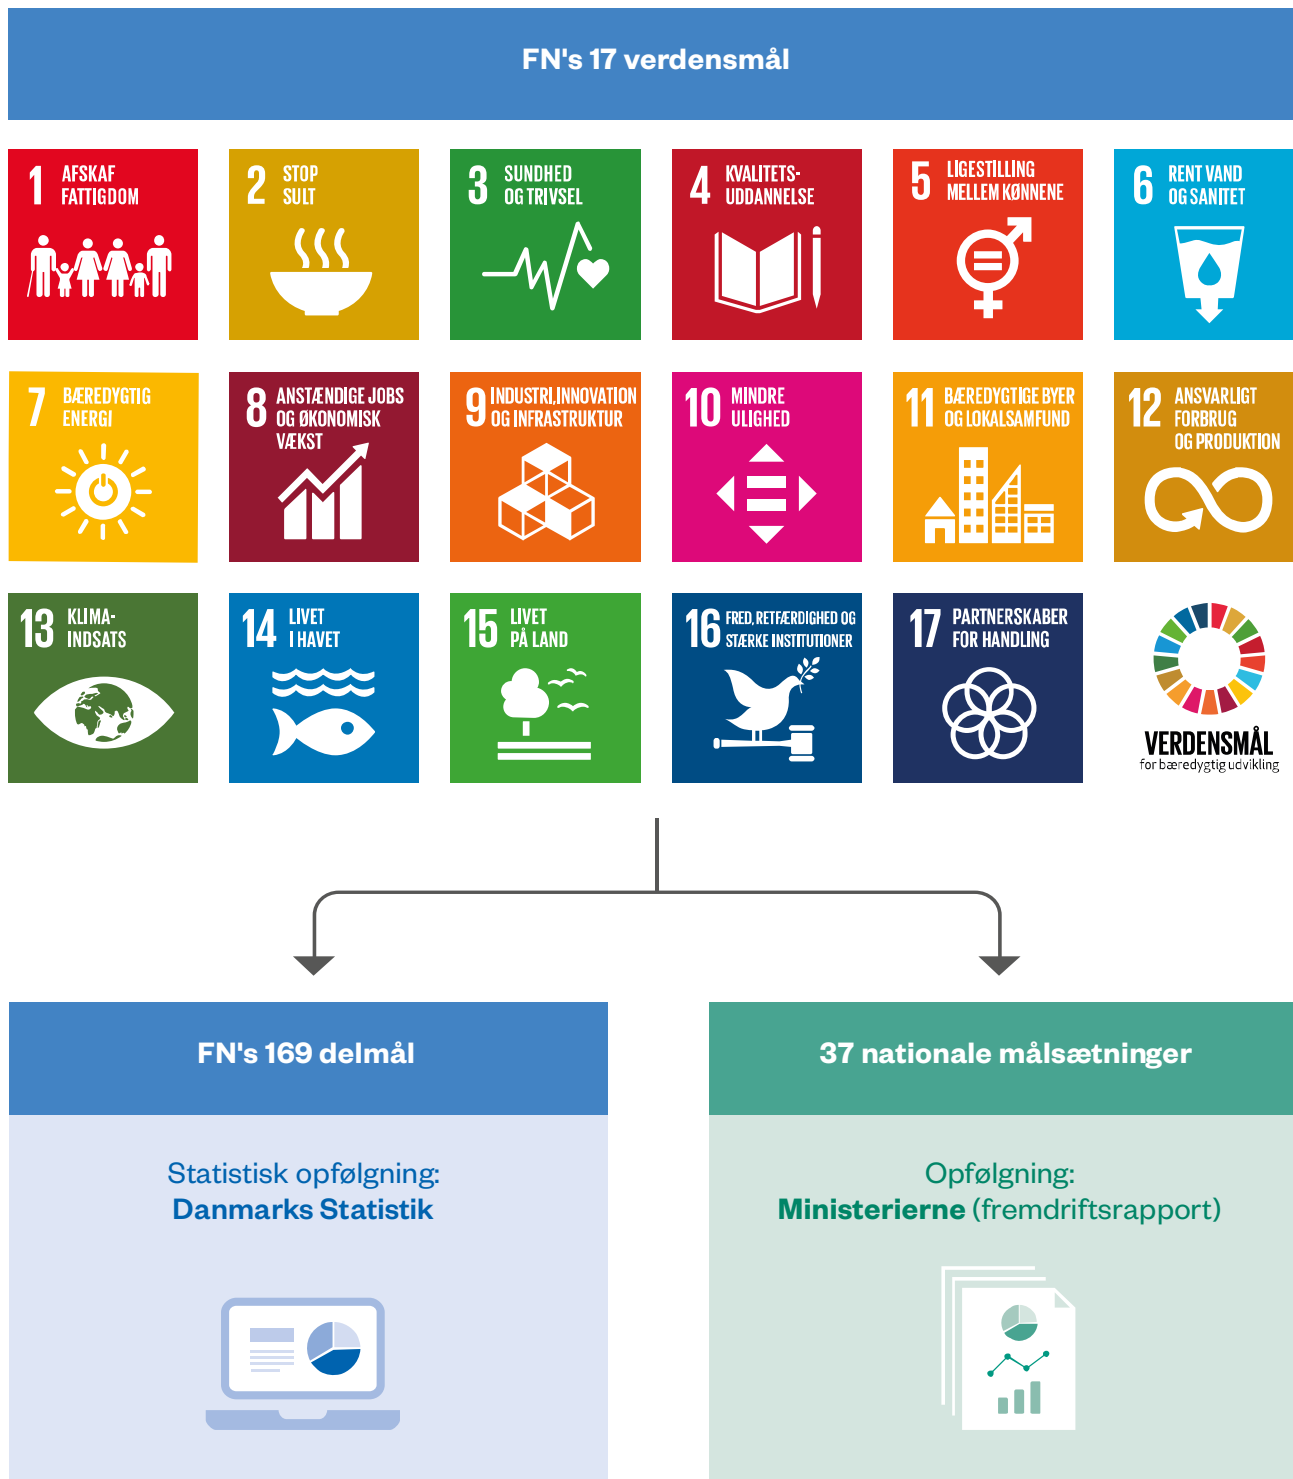 FN's 17 verdensmål
1 AFSKAF
FATTIGDOM
2 STOP
SULT
3 SUNDHED
OG TRIVSEL
4 KVALITETS-
UDDANNELSE
5 LIGESTILLING
MELLEM KØNNENE
6 RENT VAND
OG SANITET
7 BÆREDYGTIG
ENERGI
8 ANSTÆNDIGE JOBS
OG ØKONOMISK
VÆKST
9 INDUSTRI, INNOVATION
OG INFRASTRUKTUR
10 MINDRE
ULIGHED
11 BÆREDYGTIGE BYER
OG LOKALSAMFUND
12 ANSVARLIGT
FORBRUG
OG PRODUKTION
13 KLIMA-
INDSATS
14 LIVET
I HAVET
15 LIVET
PÅ LAND
16 FRED, RETFÆRDIGHED OG
STÆRKE INSTITUTIONER
17 PARTNERSKABER
FOR HANDLING
VERDENSMÅL
for bæredygtig udvikling
FN's 169 delmål
Statistisk opfølgning:
Danmarks Statistik
37 nationale målsætninger
Opfølgning:
Ministerierne (fremdriftsrapport)